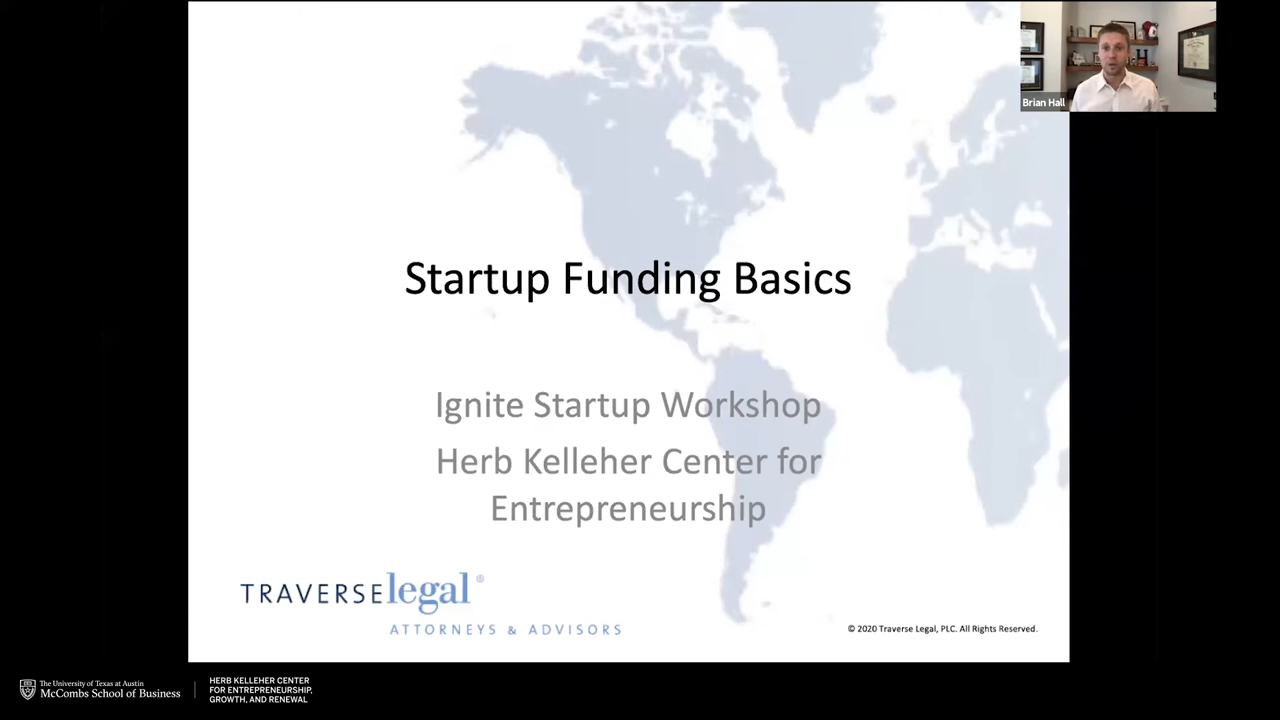 Brian Hall
Startup Funding Basics
Ignite Startup Workshop
Herb Kelleher Center for
Entrepreneurship
TRAVERSE legal ®
ATTORNEYS & ADVISORS
© 2020 Traverse Legal, PLC. All Rights Reserved.
The University of Texas at Austin
McCombs School of Business
HERB KELLEHER CENTER
FOR ENTREPRENEURSHIP,
GROWTH, AND RENEWAL